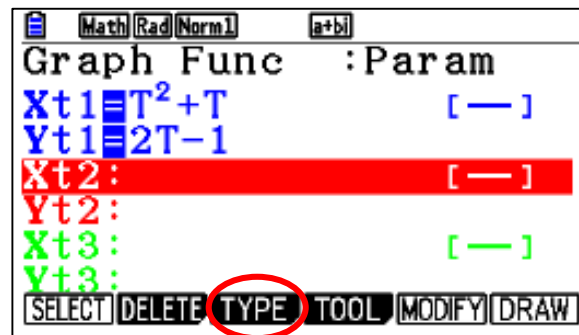 Math Rad Norm1 a+bi
Graph Func :Param
Xt1=T²+T [—]
Yt1=2T−1
Xt2: [—]
Yt2:
Xt3: [—]
Yt3:
SELECT DELETE TYPE TOOL MODIFY DRAW